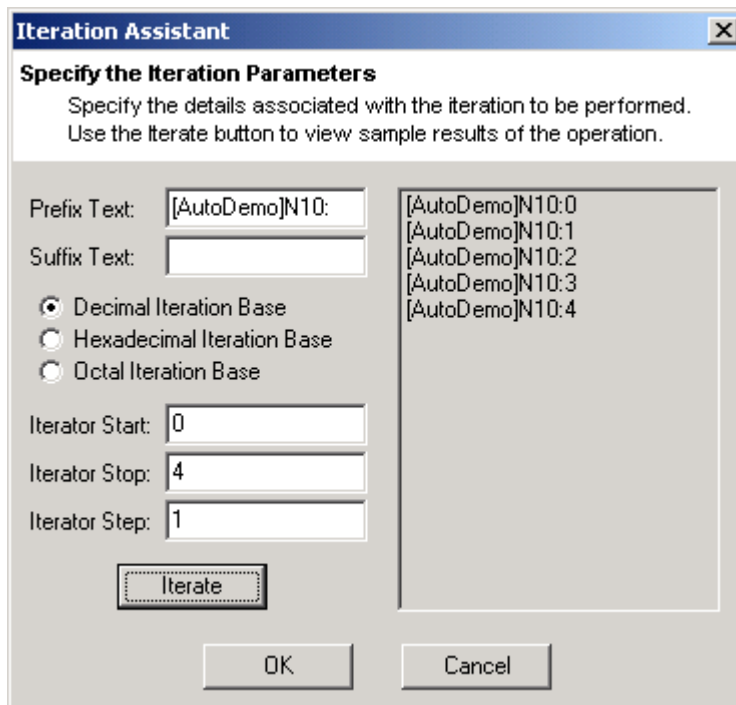 Iteration Assistant
Specify the Iteration Parameters
Specify the details associated with the iteration to be performed.
Use the Iterate button to view sample results of the operation.
Prefix Text: [AutoDemo]N10:
Suffix Text:
Decimal Iteration Base
Hexadecimal Iteration Base
Octal Iteration Base
Iterator Start: 0
Iterator Stop: 4
Iterator Step: 1
Iterate
[AutoDemo]N10:0
[AutoDemo]N10:1
[AutoDemo]N10:2
[AutoDemo]N10:3
[AutoDemo]N10:4
OK
Cancel